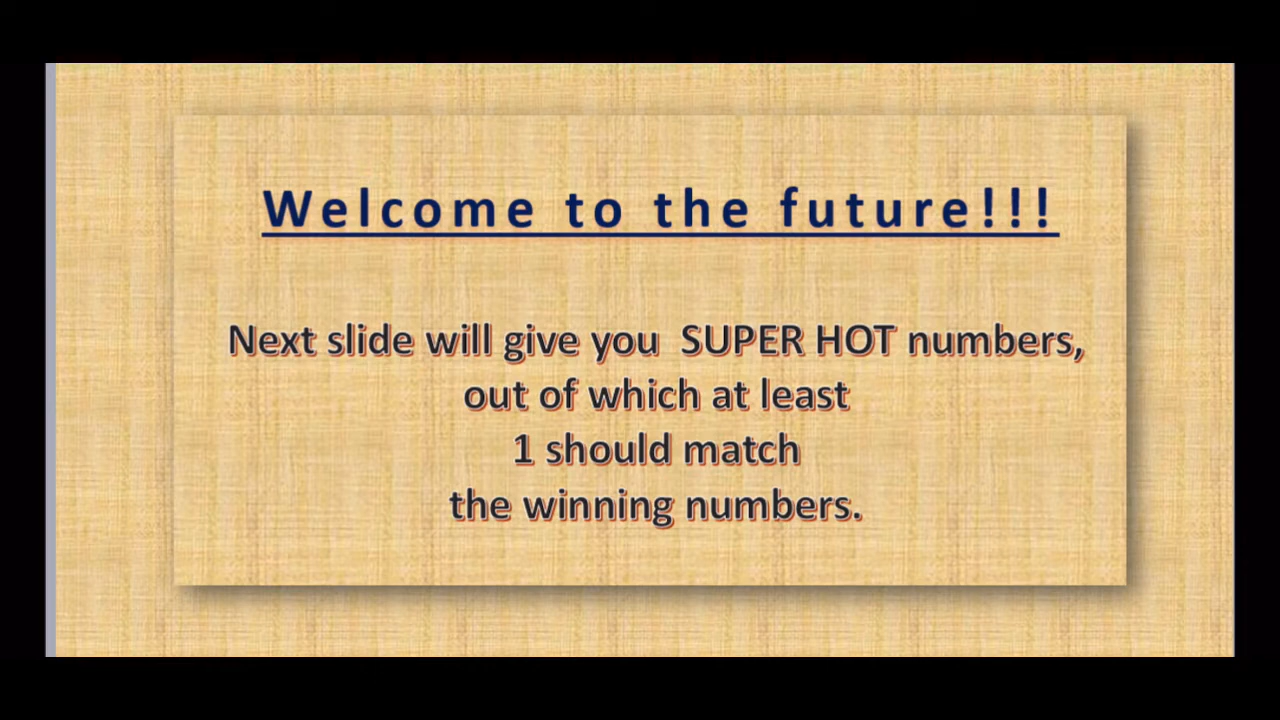 Welcome to the future!!!
Next slide will give you SUPER HOT numbers,
out of which at least
1 should match
the winning numbers.